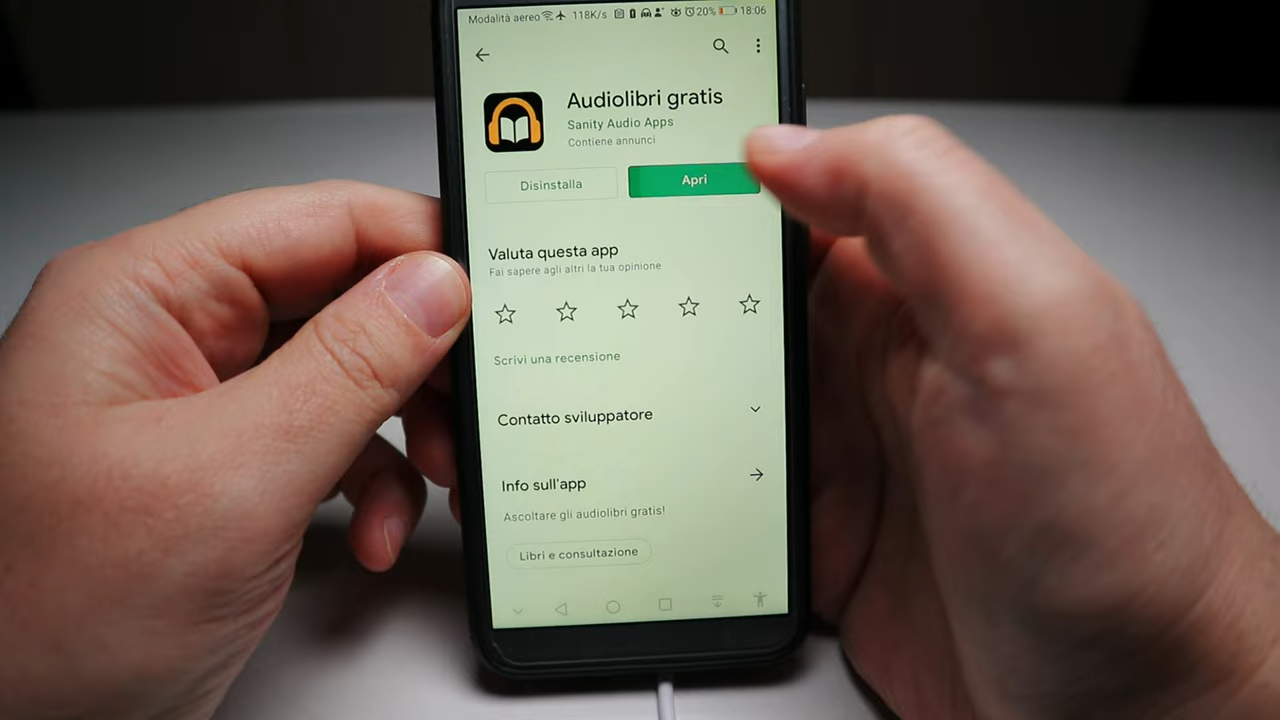 Modalità aereo 118K/s 20% 18:06
Audiolibri gratis
Sanity Audio Apps
Contiene annunci
Disinstalla
Apri
Valuta questa app
Fai sapere agli altri la tua opinione
Scrivi una recensione
Contatto sviluppatore
Info sull'app
Ascoltare gli audiolibri gratis!
Libri e consultazione